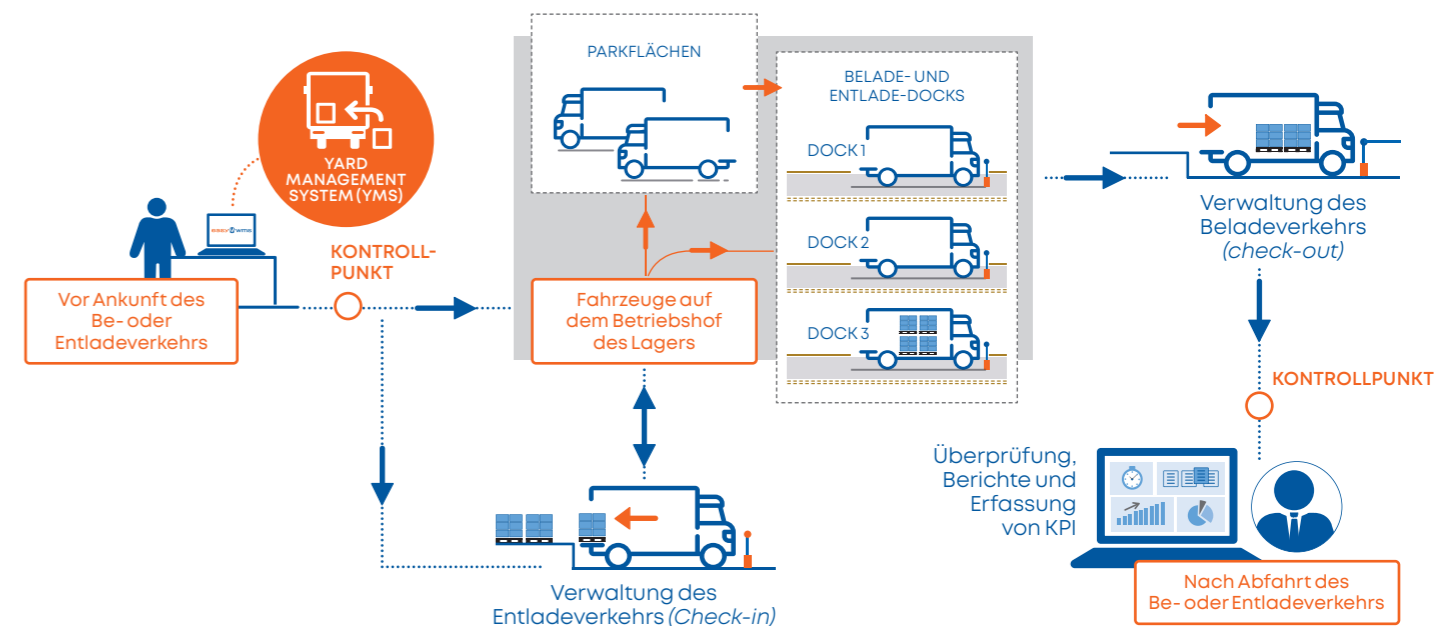 YARD
MANAGEMENT
SYSTEM (YMS)
EASY WMS
KONTROLL-
PUNKT
Vor Ankunft des
Be- oder
Entladeverkehrs
PARKFLÄCHEN
BELADE- UND
ENTLADE-DOCKS
DOCK 1
DOCK 2
DOCK 3
Fahrzeuge auf
dem Betriebshof
des Lagers
Verwaltung des
Entladeverkehrs (Check-in)
Verwaltung des
Beladeverkehrs
(check-out)
KONTROLLPUNKT
Überprüfung,
Berichte und
Erfassung
von KPI
Nach Abfahrt des
Be- oder Entladeverkehrs